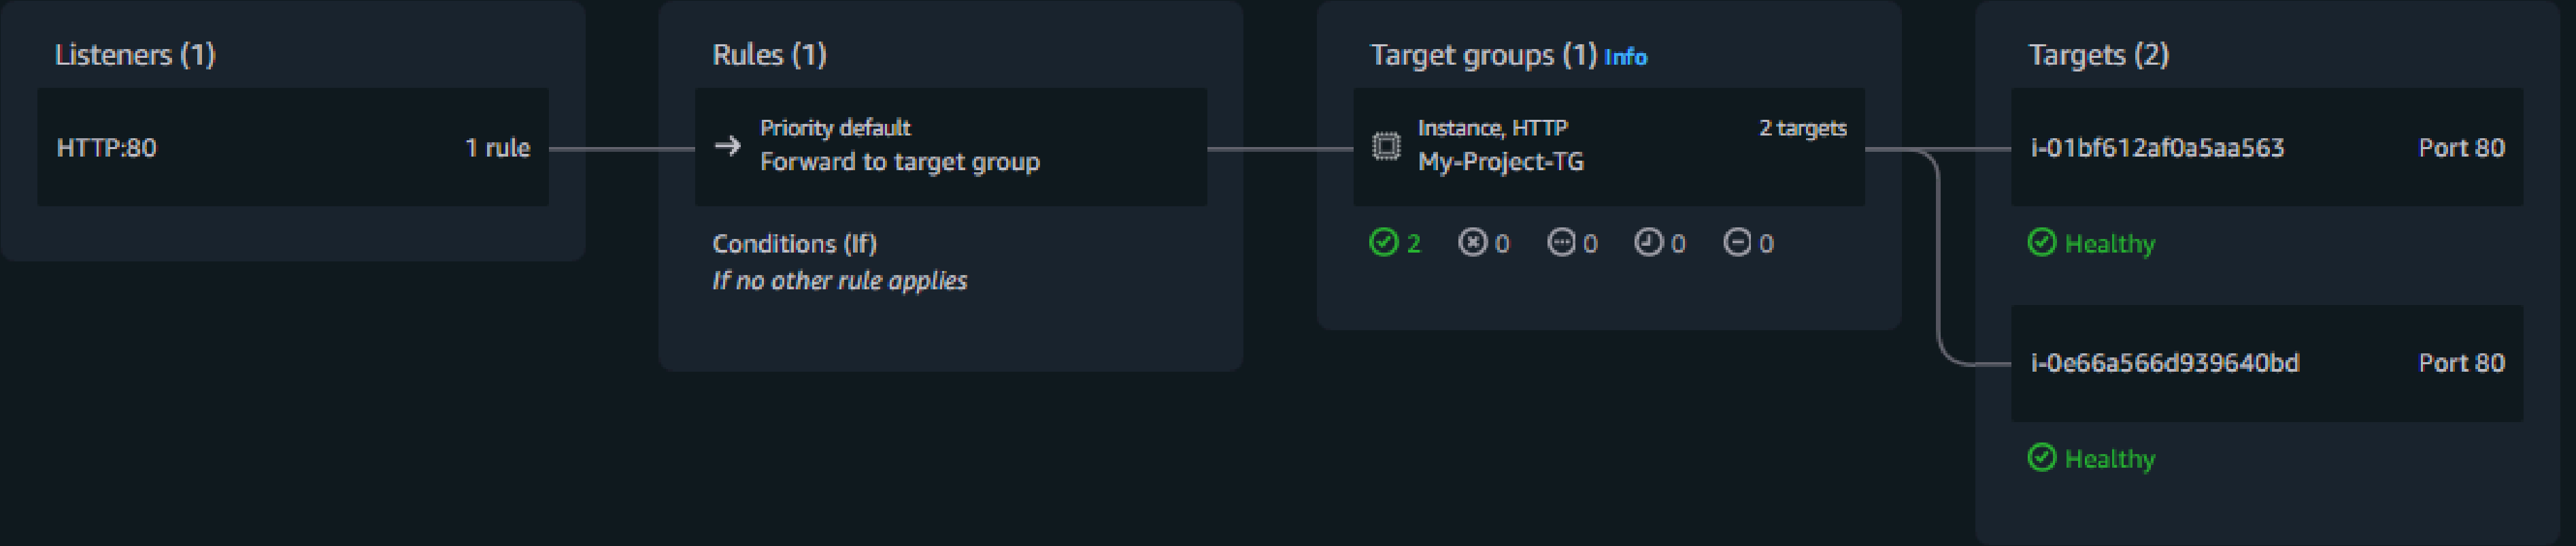 Listeners (1)
HTTP:80 1 rule
Rules (1)
Priority default
Forward to target group
Conditions (If)
If no other rule applies
Target groups (1) Info
Instance, HTTP 2 targets
My-Project-TG
2 0 0 0 0
Targets (2)
i-01bf612af0a5aa563 Port 80
Healthy
i-0e66a566d939640bd Port 80
Healthy